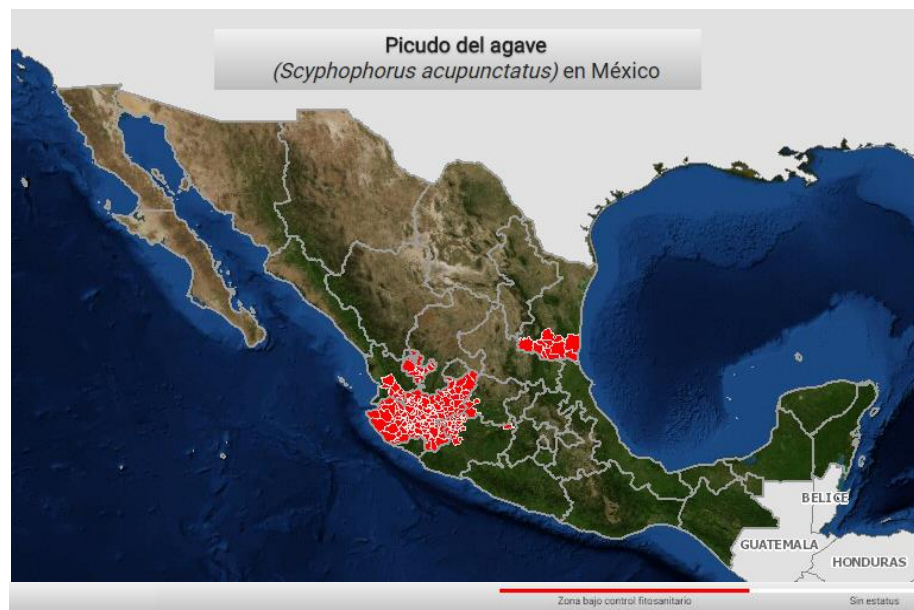 Picudo del agave
(Scyphophorus acupunctatus) en México
BELICE
GUATEMALA
HONDURAS
Zona bajo control fitosanitario
Sin estatus